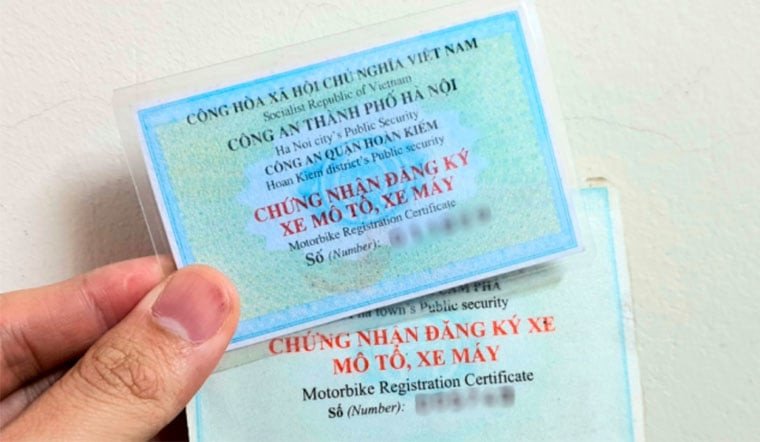 CỘNG HÒA XÃ HỘI CHỦ NGHĨA VIỆT NAM
Socialist Republic of Vietnam
CÔNG AN THÀNH PHỐ HÀ NỘI
Ha Noi city's Public Security
CÔNG AN QUẬN HOÀN KIẾM
Hoan Kiem district's Public security
CHỨNG NHẬN ĐĂNG KÝ
XE MÔ TÔ, XE MÁY
Motorbike Registration Certificate
Số (Number):
CẨM PHẢ
town's Public security
CHỨNG NHẬN ĐĂNG KÝ XE
MÔ TÔ, XE MÁY
Motorbike Registration Certificate
Số (Number):